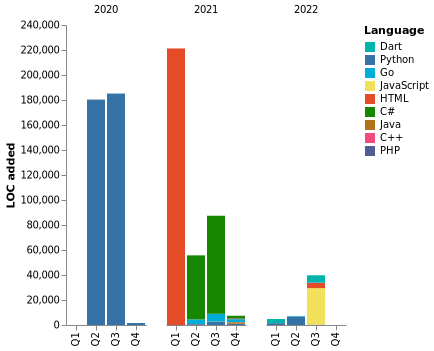 2020 2021 2022
Language
Dart
Python
Go
JavaScript
HTML
C#
Java
C++
PHP
LOC added
240,000
220,000
200,000
180,000
160,000
140,000
120,000
100,000
80,000
60,000
40,000
20,000
0
Q1 Q2 Q3 Q4 Q1 Q2 Q3 Q4 Q1 Q2 Q3 Q4